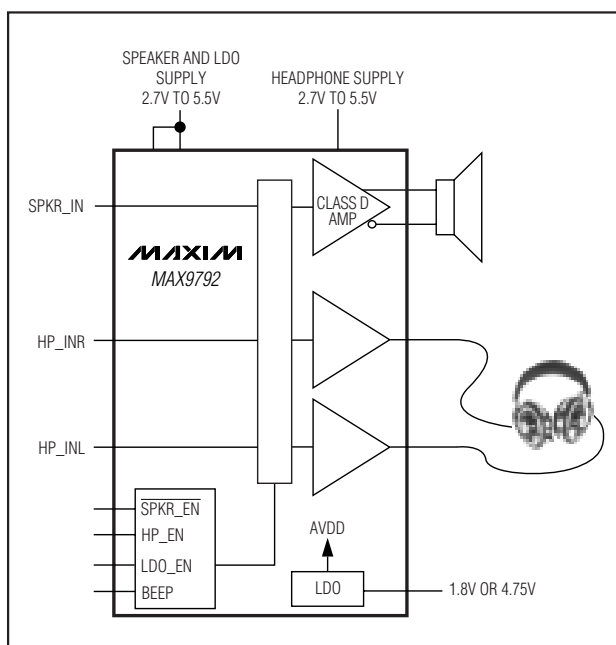 SPEAKER AND LDO
SUPPLY
2.7V TO 5.5V
HEADPHONE SUPPLY
2.7V TO 5.5V
SPKR_IN
CLASS D
AMP
MAXIM
MAX9792
HP_INR
HP_INL
SPKR_EN
HP_EN
LDO_EN
BEEP
AVDD
LDO
1.8V OR 4.75V